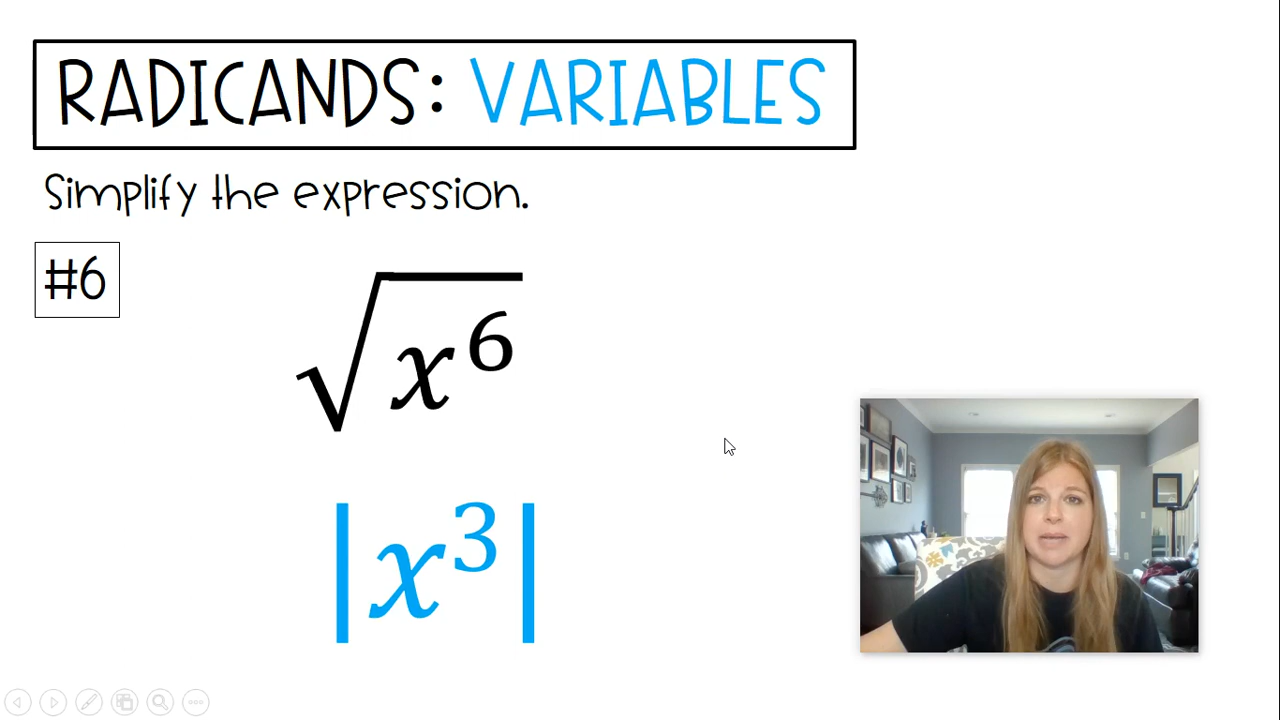 RADICANDS: VARIABLES
Simplify the expression.
#6
√x⁶
|x³|